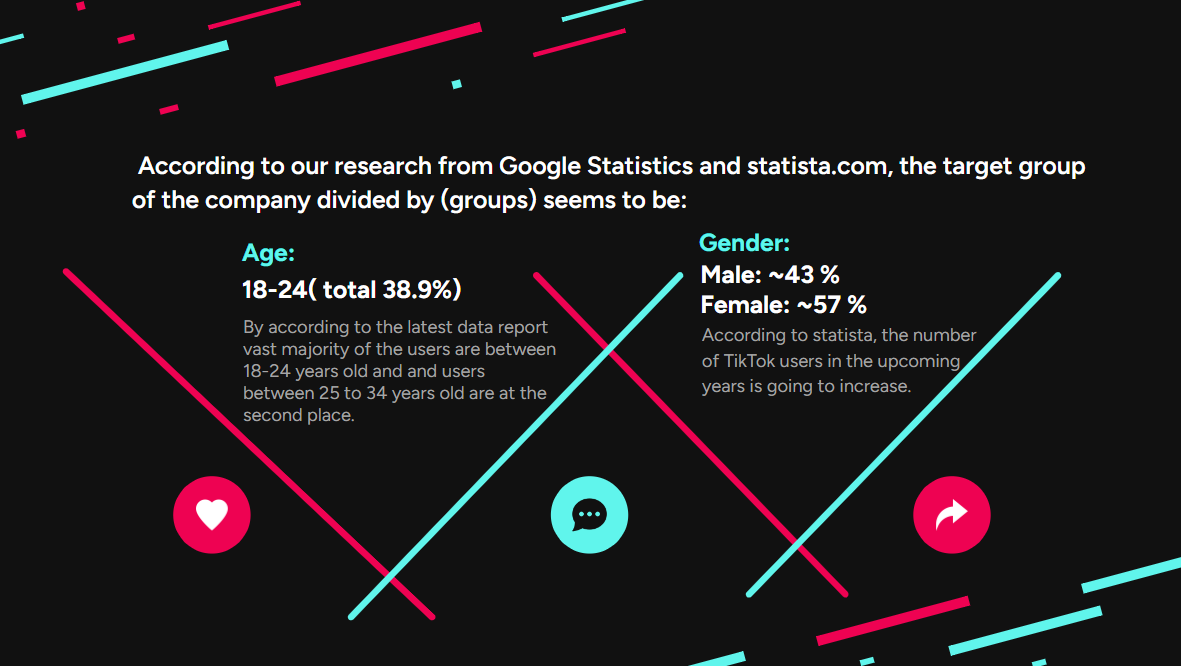 According to our research from Google Statistics and statista.com, the target group
of the company divided by (groups) seems to be:
Age:
18-24( total 38.9%)
By according to the latest data report
vast majority of the users are between
18-24 years old and and users
between 25 to 34 years old are at the
second place.
Gender:
Male: ~43 %
Female: ~57 %
According to statista, the number
of TikTok users in the upcoming
years is going to increase.